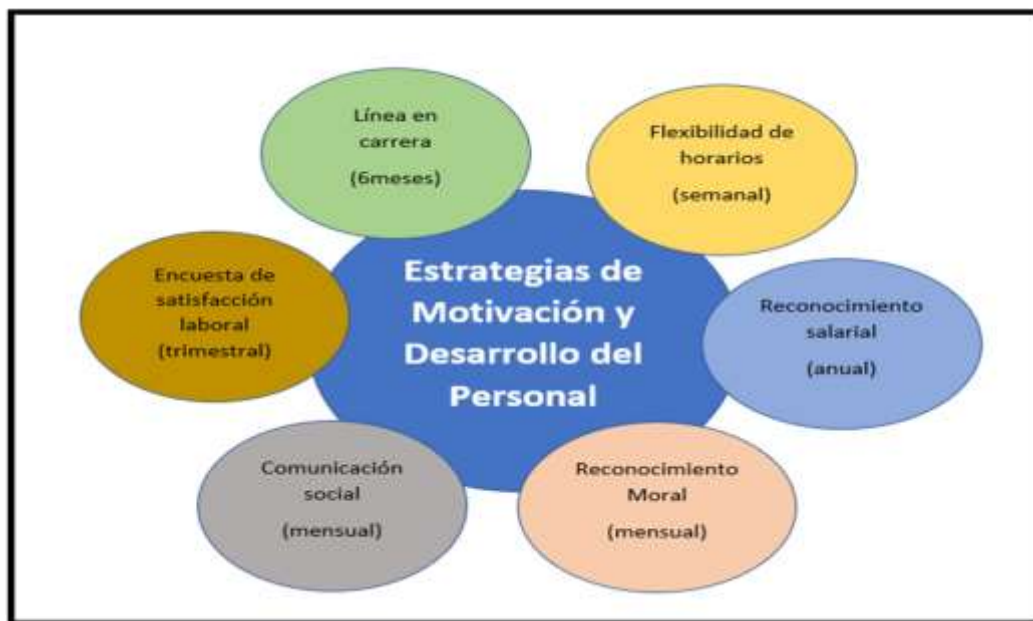 Línea en
carrera
(6meses)
Flexibilidad de
horarios
(semanal)
Encuesta de
satisfacción
laboral
(trimestral)
Estrategias de
Motivación y
Desarrollo del
Personal
Reconocimiento
salarial
(anual)
Comunicación
social
(mensual)
Reconocimiento
Moral
(mensual)